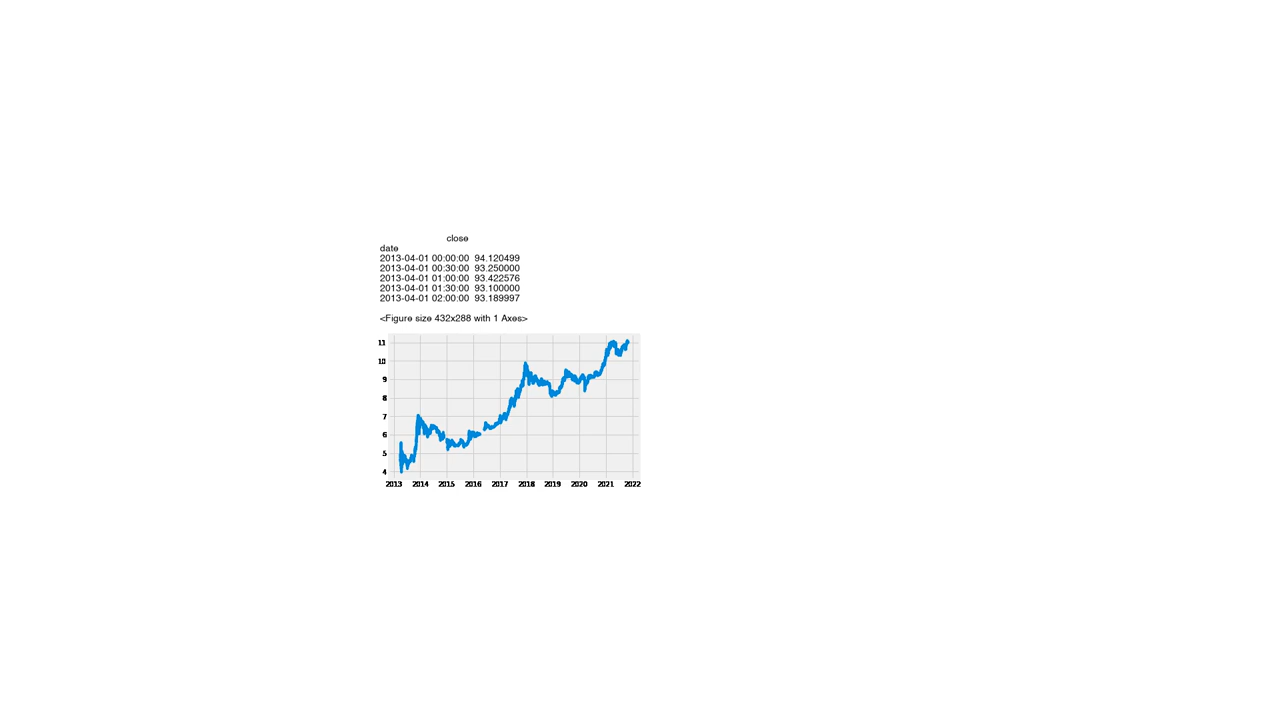 close
date
2013-04-01 00:00:00 94.120499
2013-04-01 00:30:00 93.250000
2013-04-01 01:00:00 93.422576
2013-04-01 01:30:00 93.100000
2013-04-01 02:00:00 93.189997
<Figure size 432x288 with 1 Axes>
11
10
9
8
7
6
5
4
2013 2014 2015 2016 2017 2018 2019 2020 2021 2022